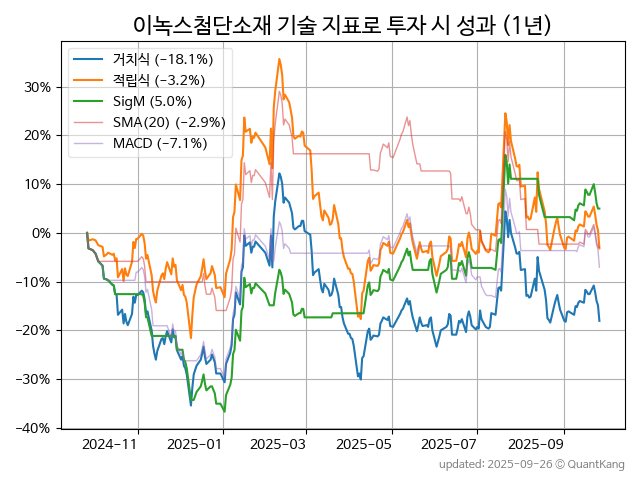 이녹스첨단소재 기술 지표로 투자 시 성과 (1년)
거치식 (−18.1%)
적립식 (−3.2%)
SigM (5.0%)
SMA(20) (−2.9%)
MACD (−7.1%)
30%
20%
10%
0%
−10%
−20%
−30%
−40%
2024-11 2025-01 2025-03 2025-05 2025-07 2025-09
updated: 2025-09-26 © QuantKang